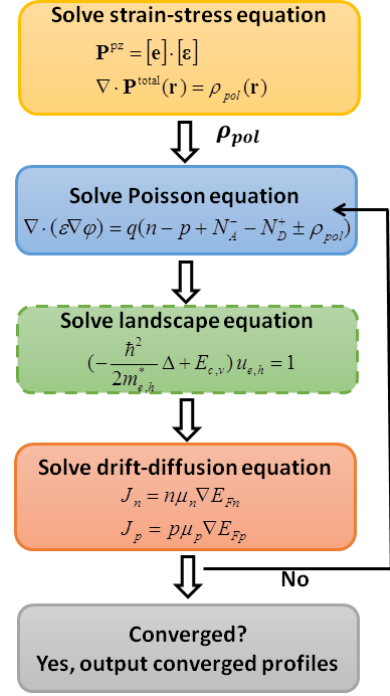 Solve strain-stress equation
P^pz = [e]·[ε]
∇·P^total(r) = ρ_pol(r)
ρ_pol
Solve Poisson equation
∇·(ε∇φ) = q(n − p + N_A^− − N_D^+ ± ρ_pol)
Solve landscape equation
(−ħ²/2m*_e,h Δ + E_c,v) u_e,h = 1
Solve drift-diffusion equation
J_n = nμ_n∇E_Fn
J_p = pμ_p∇E_Fp
No
Converged?
Yes, output converged profiles